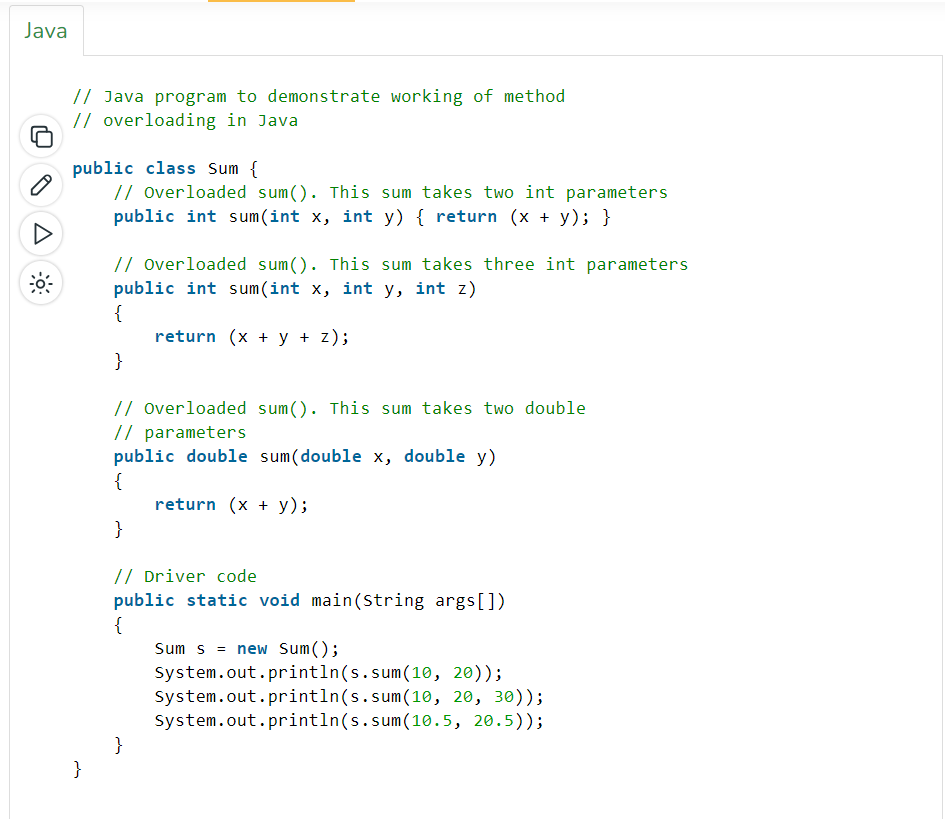 Java
// Java program to demonstrate working of method
// overloading in Java
public class Sum {
// Overloaded sum(). This sum takes two int parameters
public int sum(int x, int y) { return (x + y); }
// Overloaded sum(). This sum takes three int parameters
public int sum(int x, int y, int z)
{
return (x + y + z);
}
// Overloaded sum(). This sum takes two double
// parameters
public double sum(double x, double y)
{
return (x + y);
}
// Driver code
public static void main(String args[])
{
Sum s = new Sum();
System.out.println(s.sum(10, 20));
System.out.println(s.sum(10, 20, 30));
System.out.println(s.sum(10.5, 20.5));
}
}